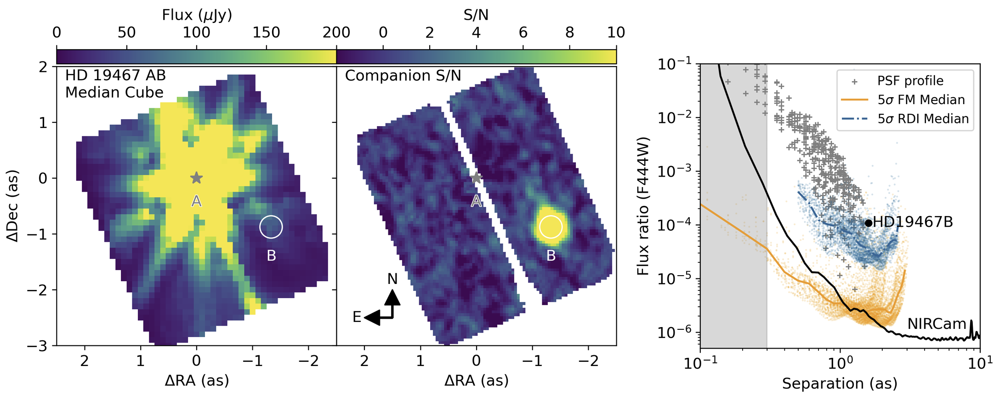 Flux (μJy)
0 50 100 150 200
S/N
0 2 4 6 8 10
HD 19467 AB
Median Cube
A
B
ΔDec (as)
2
1
0
−1
−2
−3
2 1 0 −1 −2
ΔRA (as)
Companion S/N
A
B
N
E
2 1 0 −1 −2
ΔRA (as)
Flux ratio (F444W)
10⁻¹
10⁻²
10⁻³
10⁻⁴
10⁻⁵
10⁻⁶
PSF profile
5σ FM Median
5σ RDI Median
HD19467B
NIRCam
10⁻¹ 10⁰ 10¹
Separation (as)